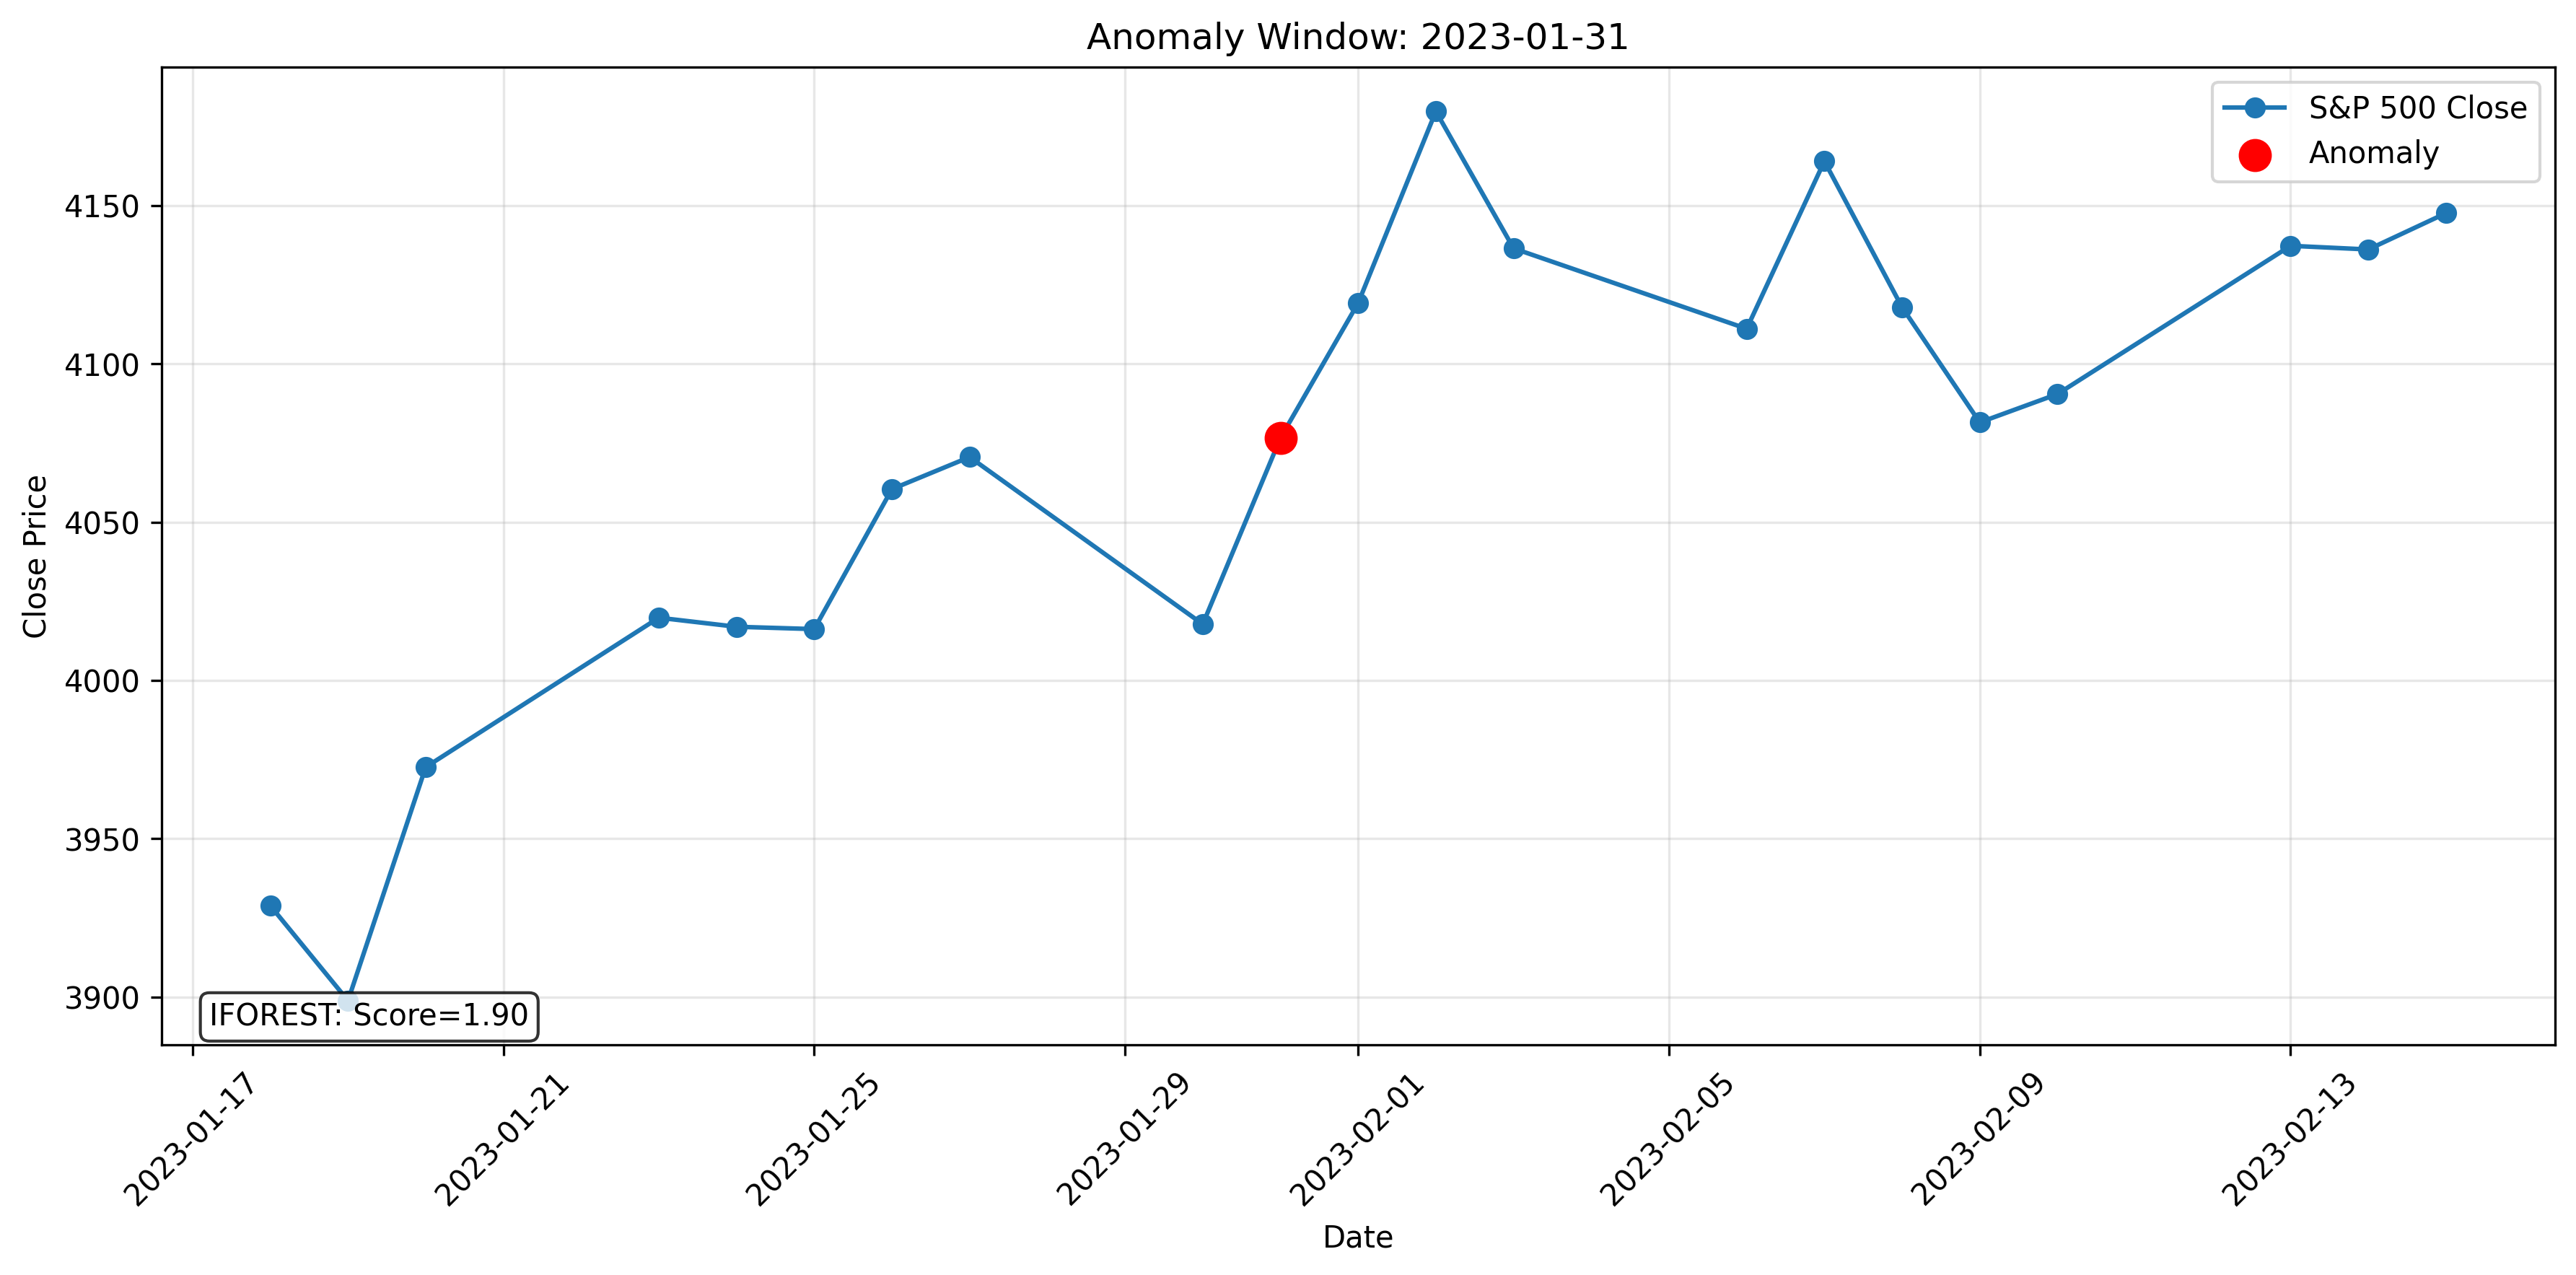 Anomaly Window: 2023-01-31
S&P 500 Close
Anomaly
Close Price
4150
4100
4050
4000
3950
3900
IFOREST: Score=1.90
2023-01-17
2023-01-21
2023-01-25
2023-01-29
2023-02-01
2023-02-05
2023-02-09
2023-02-13
Date